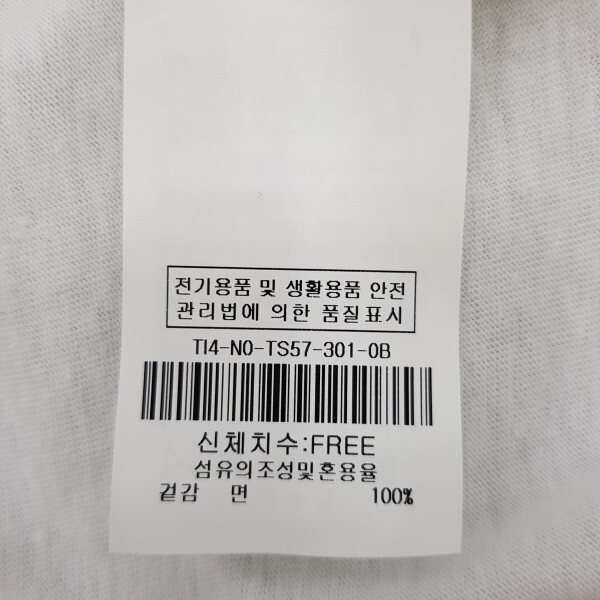 전기용품 및 생활용품 안전
관리법에 의한 품질표시
TI4-NO-TS57-301-0B
신체치수:FREE
섬유의조성및혼용율
겉감 면 100%